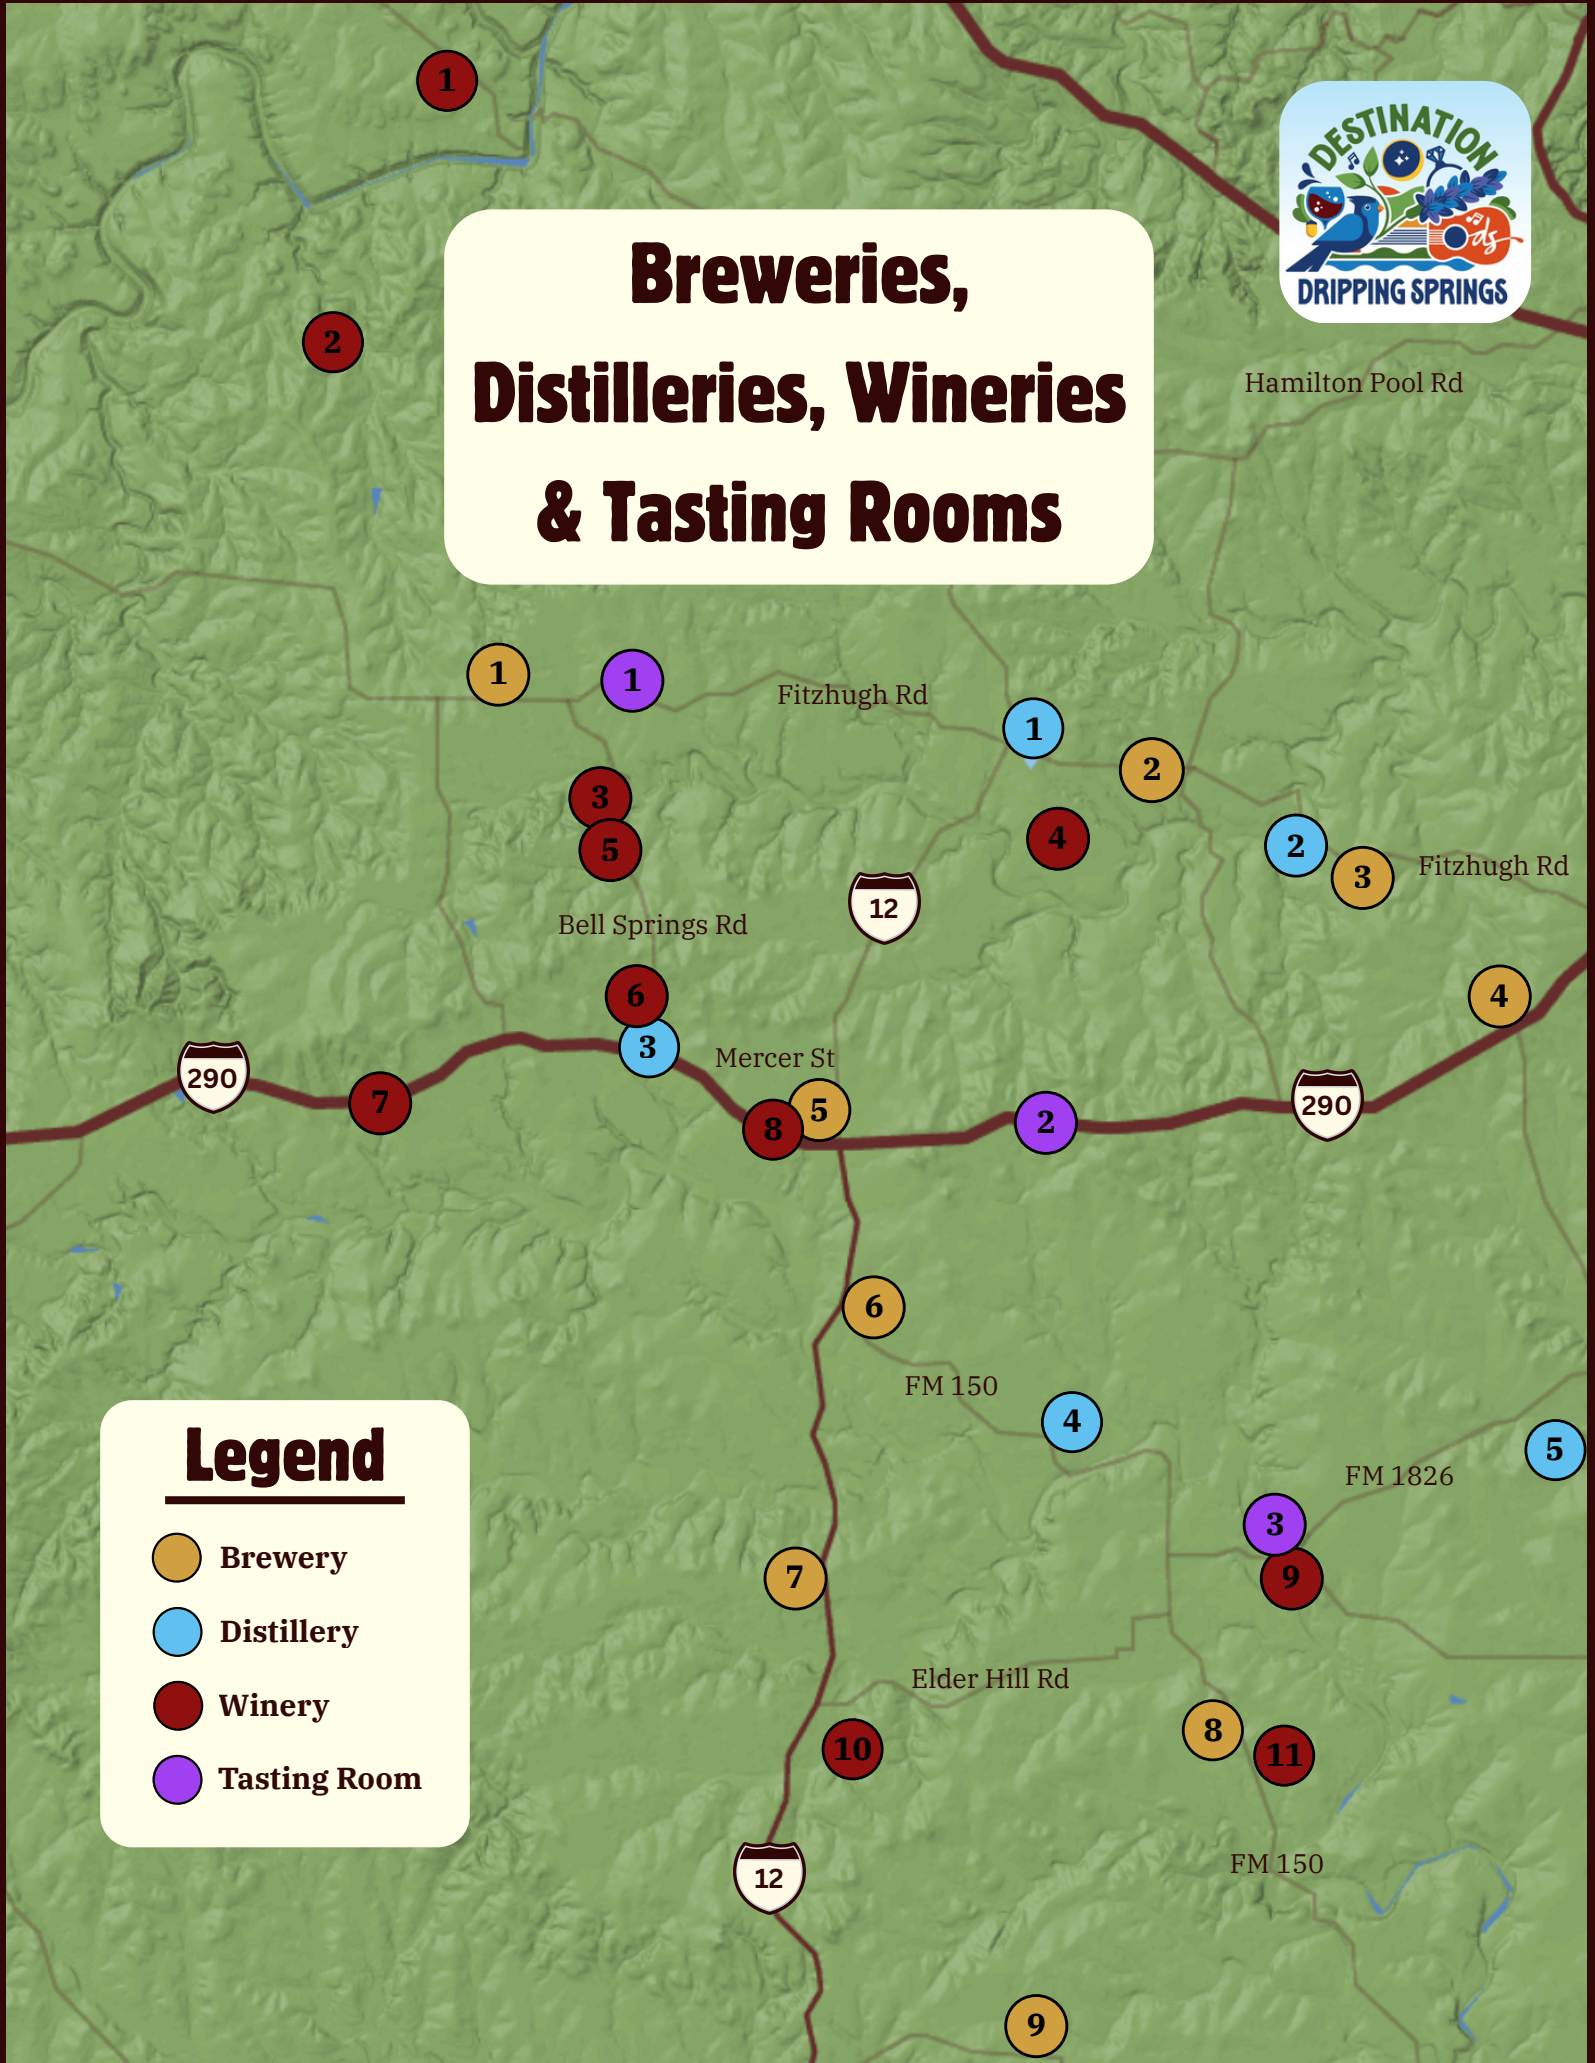 1
DESTINATION
ds
DRIPPING SPRINGS
Breweries,
Distilleries, Wineries
& Tasting Rooms
2
Hamilton Pool Rd
1
1
Fitzhugh Rd
1
2
3
5
4
2
3
Fitzhugh Rd
12
Bell Springs Rd
6
3
4
Mercer St
290
7
8
5
2
290
6
FM 150
4
5
FM 1826
3
9
7
Legend
Brewery
Distillery
Winery
Tasting Room
Elder Hill Rd
10
8
11
12
FM 150
9